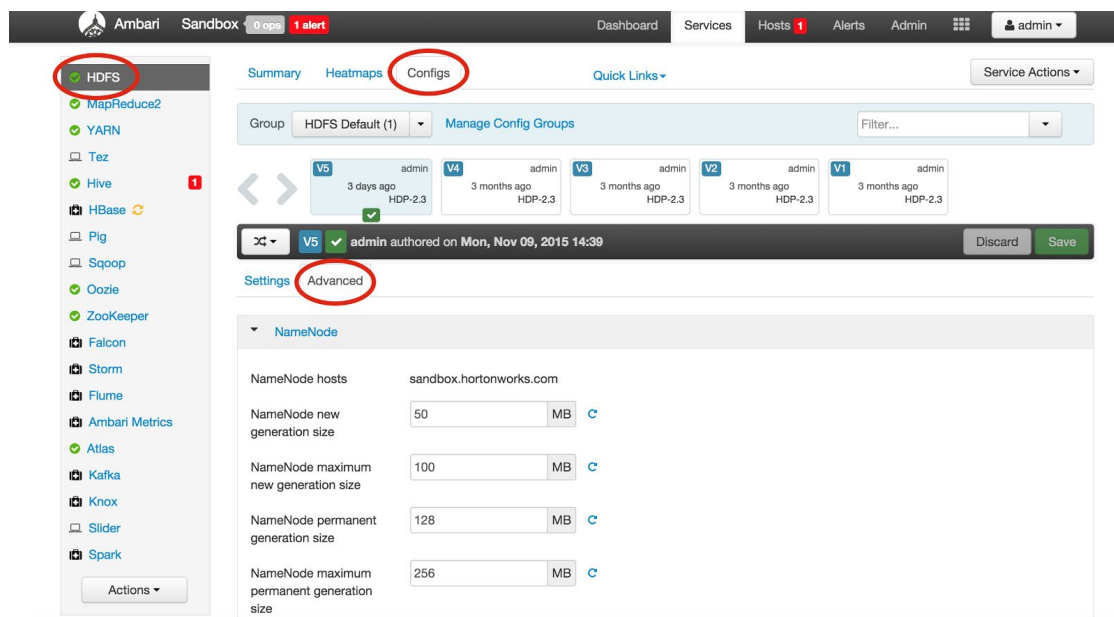 Ambari Sandbox 0 ops 1 alert Dashboard Services Hosts 1 Alerts Admin admin
HDFS
MapReduce2
YARN
Tez
Hive 1
HBase
Pig
Sqoop
Oozie
ZooKeeper
Falcon
Storm
Flume
Ambari Metrics
Atlas
Kafka
Knox
Slider
Spark
Actions
Summary Heatmaps Configs Quick Links Service Actions
Group HDFS Default (1) Manage Config Groups Filter...
V5 admin
3 days ago
HDP-2.3
V4 admin
3 months ago
HDP-2.3
V3 admin
3 months ago
HDP-2.3
V2 admin
3 months ago
HDP-2.3
V1 admin
3 months ago
HDP-2.3
V5 admin authored on Mon, Nov 09, 2015 14:39 Discard Save
Settings Advanced
NameNode
NameNode hosts sandbox.hortonworks.com
NameNode new 50 MB
generation size
NameNode maximum 100 MB
new generation size
NameNode permanent 128 MB
generation size
NameNode maximum 256 MB
permanent generation
size